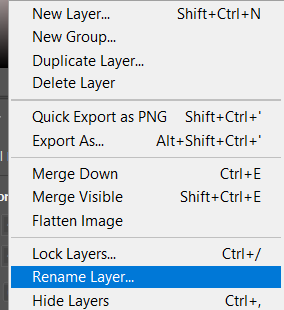 New Layer... Shift+Ctrl+N
New Group...
Duplicate Layer...
Delete Layer
Quick Export as PNG Shift+Ctrl+'
Export As... Alt+Shift+Ctrl+'
Merge Down Ctrl+E
Merge Visible Shift+Ctrl+E
Flatten Image
Lock Layers... Ctrl+/
Rename Layer...
Hide Layers Ctrl+,